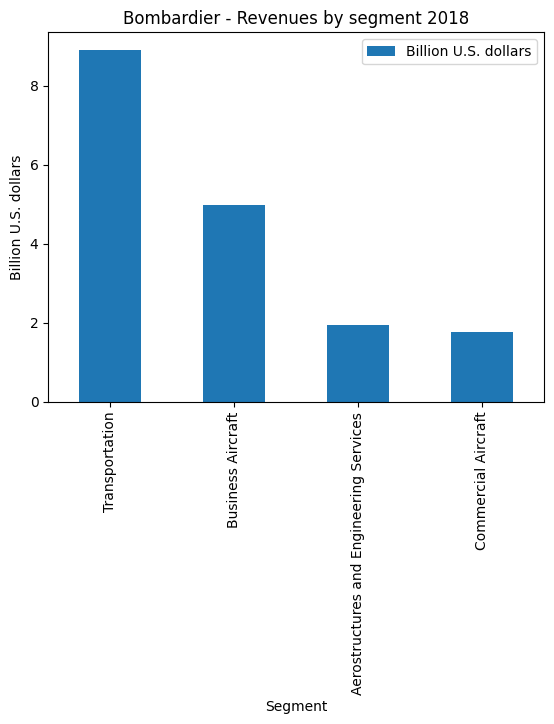 Bombardier - Revenues by segment 2018
Billion U.S. dollars
Billion U.S. dollars
8
6
4
2
0
Transportation
Business Aircraft
Aerostructures and Engineering Services
Commercial Aircraft
Segment